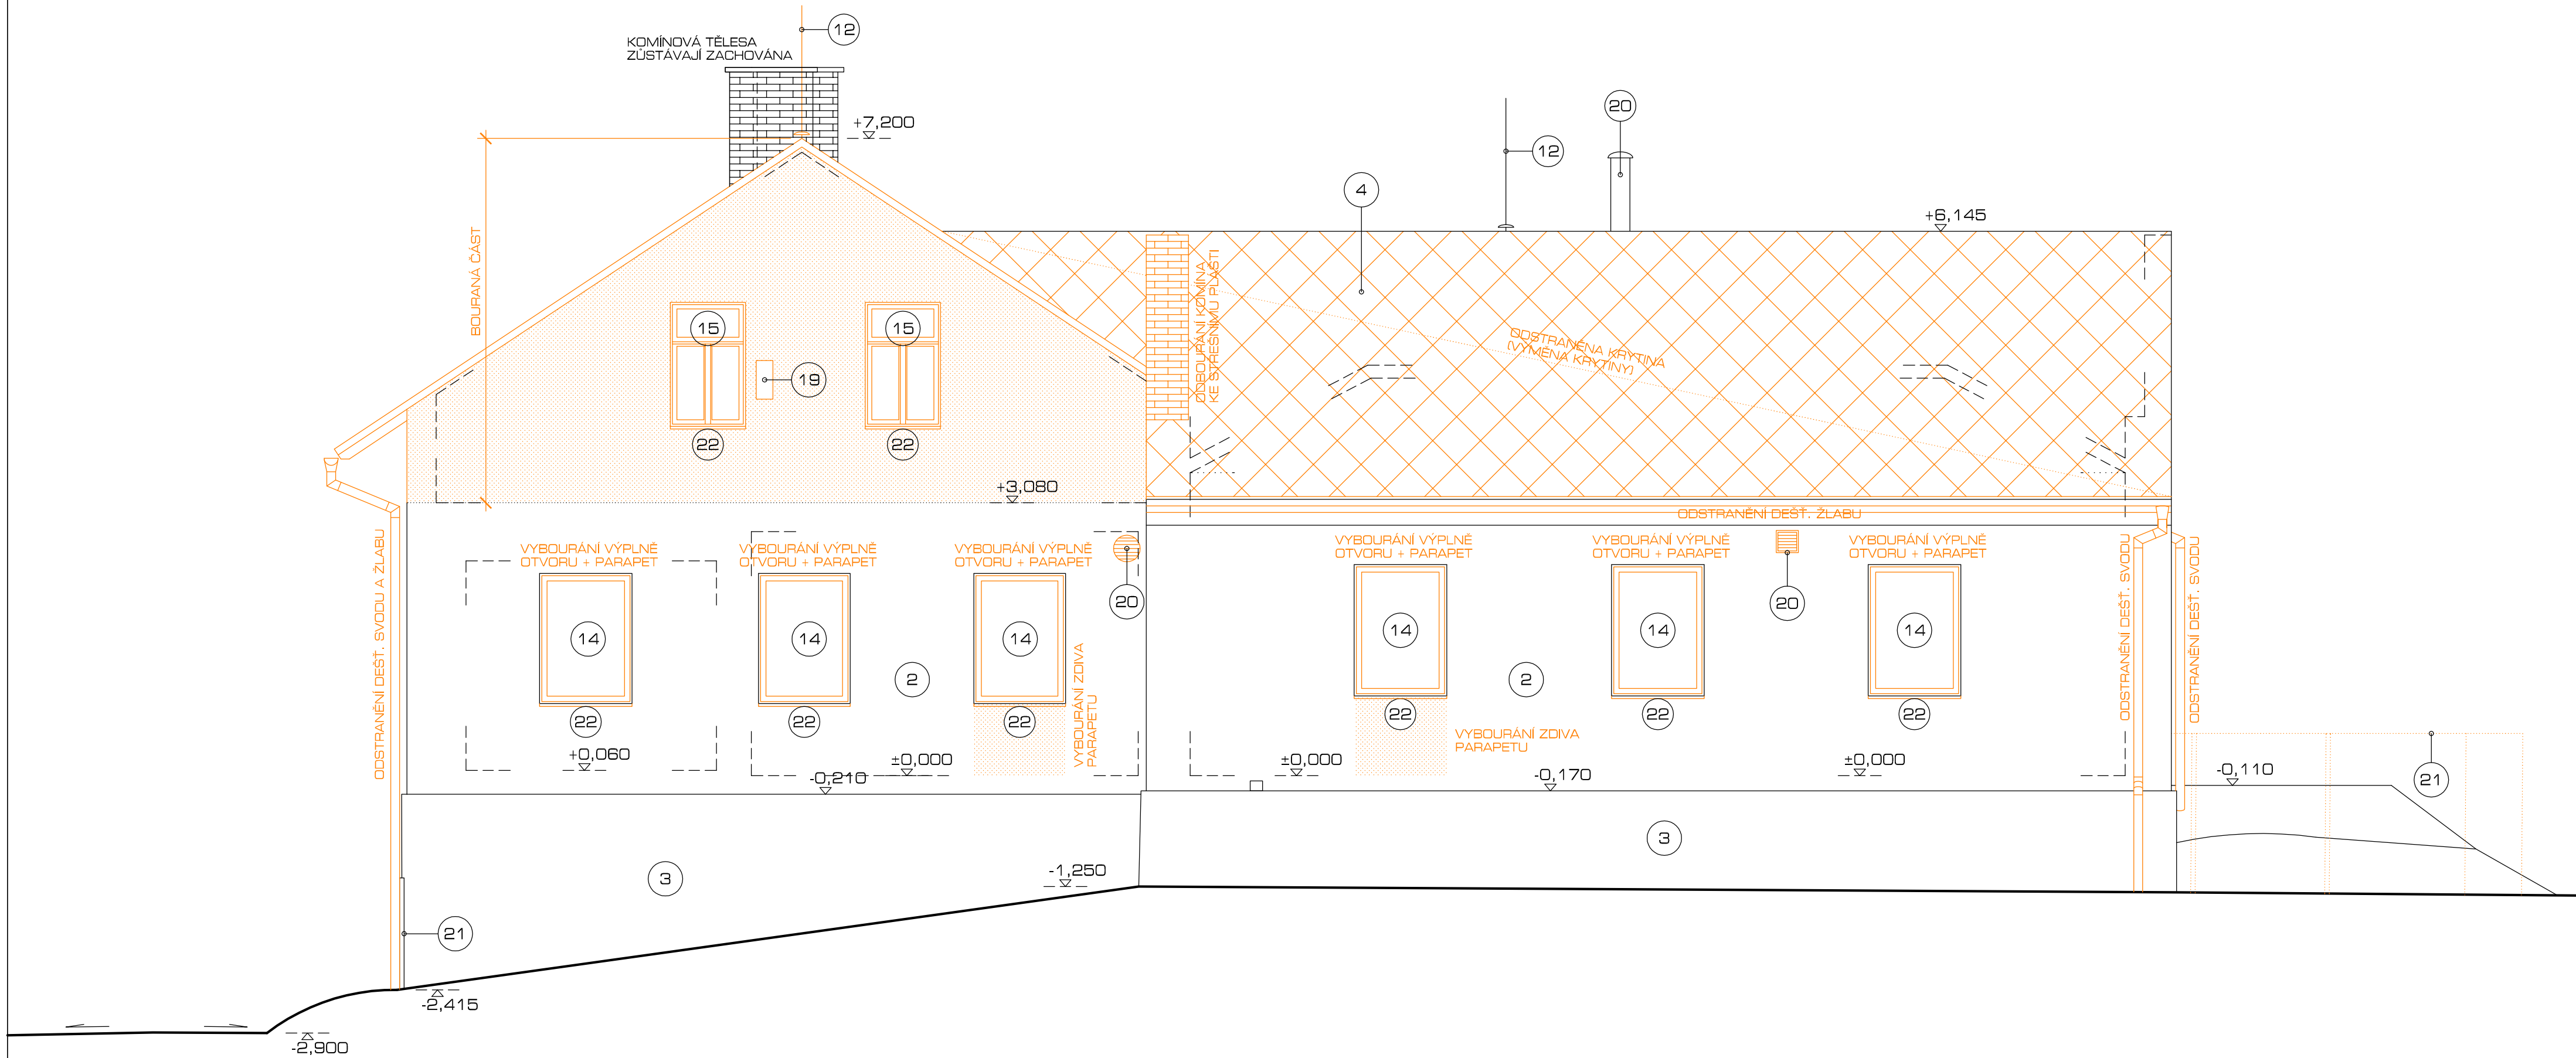 12
KOMÍNOVÁ TĚLESA
ZŮSTÁVAJÍ ZACHOVÁNA
+7,200
20
12
4
+6,145
BOURANÁ ČÁST
ODBOURÁNÍ KOMÍNA
KE STŘEŠNÍMU PLÁŠTI
ODSTRANĚNA KRYTINA
(VÝMĚNA KRYTINY)
15
15
19
22
22
+3,080
ODSTRANĚNÍ DEŠŤ. ŽLABU
VYBOURÁNÍ VÝPLNĚ
OTVORU + PARAPET
VYBOURÁNÍ VÝPLNĚ
OTVORU + PARAPET
VYBOURÁNÍ VÝPLNĚ
OTVORU + PARAPET
VYBOURÁNÍ VÝPLNĚ
OTVORU + PARAPET
VYBOURÁNÍ VÝPLNĚ
OTVORU + PARAPET
VYBOURÁNÍ VÝPLNĚ
OTVORU + PARAPET
ODSTRANĚNÍ DEŠŤ. SVODU A ŽLABU
20
20
ODSTRANĚNÍ DEŠŤ. SVODU
ODSTRANĚNÍ DEŠŤ. SVODU
14
14
14
14
14
14
2
2
VYBOURÁNÍ ZDIVA
PARAPETU
22
22
22
22
22
22
VYBOURÁNÍ ZDIVA
PARAPETU
+0,060
±0,000
±0,000
±0,000
-0,210
-0,170
-0,110
21
3
3
-1,250
21
-2,415
-2,900